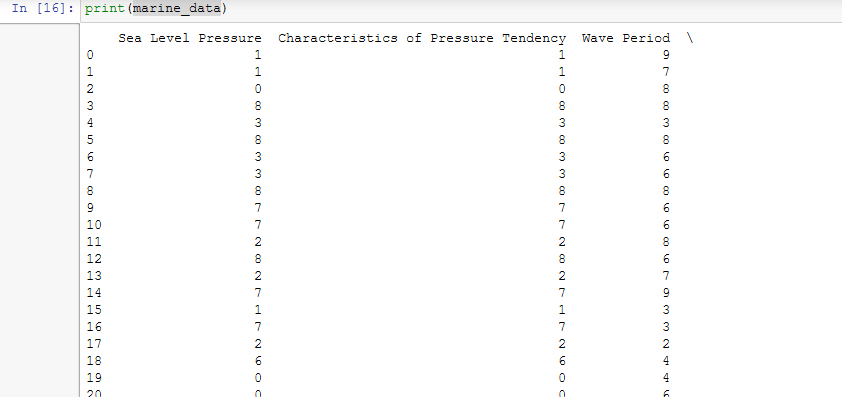 In [16]: print(marine_data)
Sea Level Pressure  Characteristics of Pressure Tendency  Wave Period  \
0 1 1 9
1 1 1 7
2 0 0 8
3 8 8 8
4 3 3 3
5 8 8 8
6 3 3 6
7 3 3 6
8 8 8 8
9 7 7 6
10 7 7 6
11 2 2 8
12 8 8 6
13 2 2 7
14 7 7 9
15 1 1 3
16 7 7 3
17 2 2 2
18 6 6 4
19 0 0 4
20 0 0 6